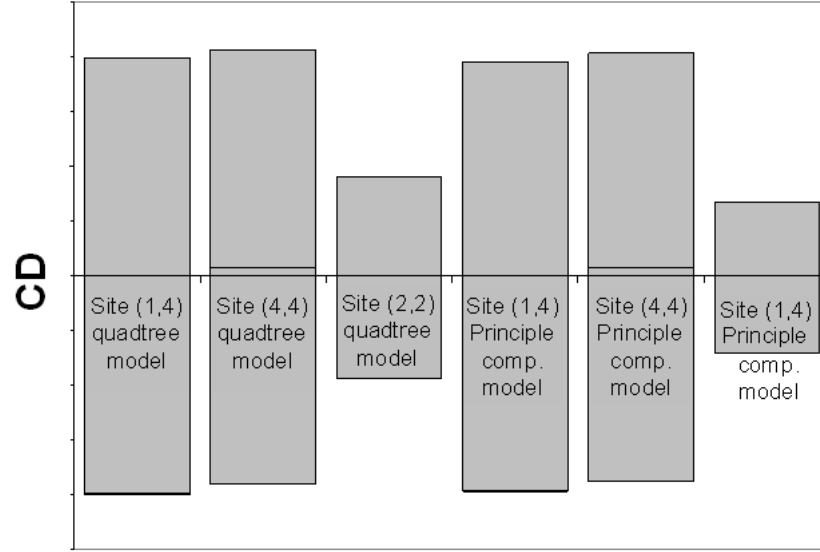 CD
Site (1,4)
quadtree
model
Site (4,4)
quadtree
model
Site (2,2)
quadtree
model
Site (1,4)
Principle
comp.
model
Site (4,4)
Principle
comp.
model
Site (1,4)
Principle
comp.
model